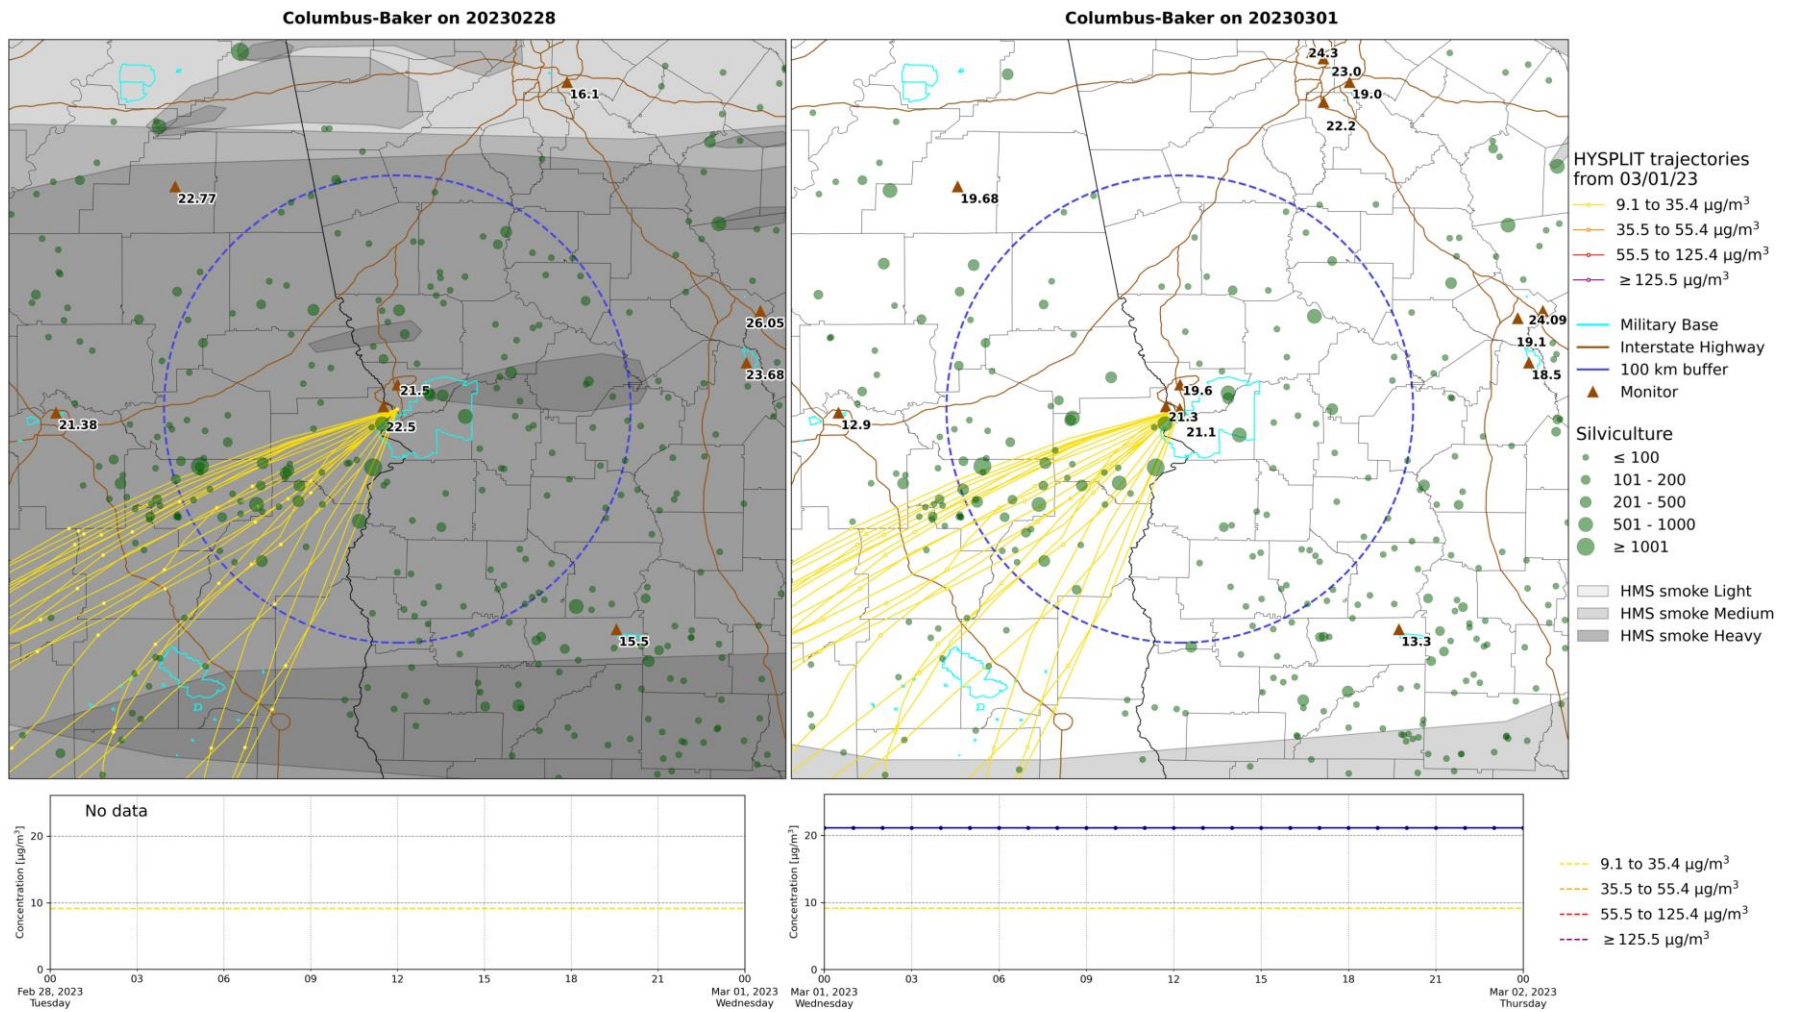 Columbus-Baker on 20230228
16.1
22.77
26.05
23.68
21.5
21.38
22.5
15.5
Columbus-Baker on 20230301
24.3
23.0
19.0
22.2
19.68
24.09
19.1
18.5
19.6
12.9
21.3
21.1
13.3
HYSPLIT trajectories
from 03/01/23
9.1 to 35.4 µg/m³
35.5 to 55.4 µg/m³
55.5 to 125.4 µg/m³
≥ 125.5 µg/m³
Military Base
Interstate Highway
100 km buffer
Monitor
Silviculture
≤ 100
101 - 200
201 - 500
501 - 1000
≥ 1001
HMS smoke Light
HMS smoke Medium
HMS smoke Heavy
No data
Concentration [µg/m³]
20
10
0
00 03 06 09 12 15 18 21 00
Feb 28, 2023 Mar 01, 2023
Tuesday Wednesday
Concentration [µg/m³]
20
10
0
00 03 06 09 12 15 18 21 00
Mar 01, 2023 Mar 02, 2023
Wednesday Thursday
9.1 to 35.4 µg/m³
35.5 to 55.4 µg/m³
55.5 to 125.4 µg/m³
≥ 125.5 µg/m³